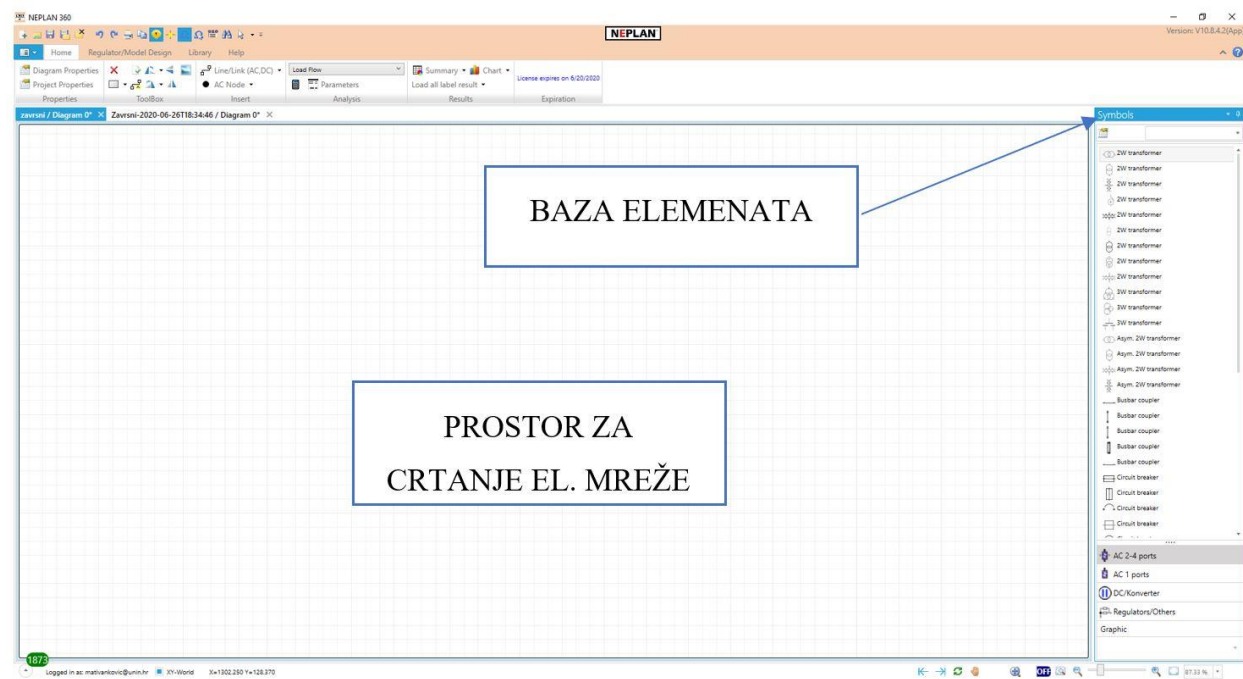 NEPLAN 360
NEPLAN
Version: V10.8.4.2(App
Home Regulator/Model Design Library Help
Diagram Properties
Project Properties
Properties
ToolBox
Line/Link (AC,DC)
AC Node
Insert
Load Flow
Parameters
Analysis
Summary Chart
Load all label result
Results
License expires on 6/20/2020
Expiration
zavrsni / Diagram 0* Zavrsni-2020-06-26T18:34:46 / Diagram 0*
BAZA ELEMENATA
PROSTOR ZA
CRTANJE EL. MREŽE
Symbols
2W transformer
2W transformer
2W transformer
2W transformer
2W transformer
2W transformer
2W transformer
2W transformer
2W transformer
3W transformer
3W transformer
3W transformer
Asym. 2W transformer
Asym. 2W transformer
Asym. 2W transformer
Asym. 2W transformer
Busbar coupler
Busbar coupler
Busbar coupler
Busbar coupler
Busbar coupler
Circuit breaker
Circuit breaker
Circuit breaker
Circuit breaker
AC 2-4 ports
AC 1 ports
DC/Konverter
Regulators/Others
Graphic
1873
Logged in as: mativankovic@unin.hr XY-World X=1302.250 Y=128.370
OFF
87.33 %